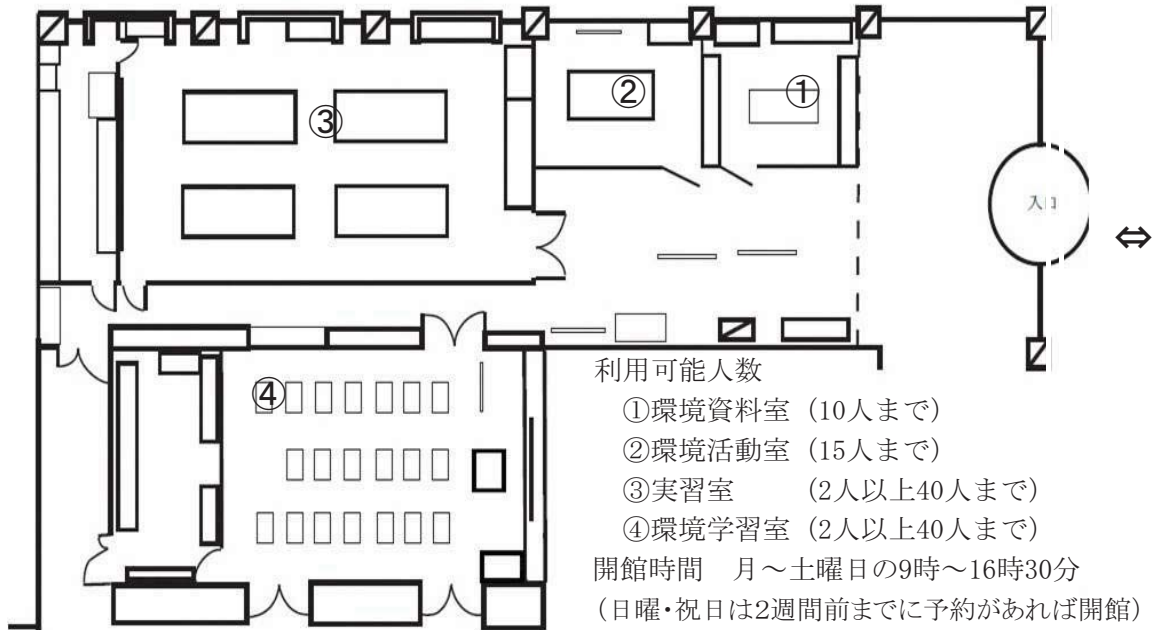 ②
①
③
入口
⇔
④
利用可能人数
①環境資料室 (10人まで)
②環境活動室 (15人まで)
③実習室 (2人以上40人まで)
④環境学習室 (2人以上40人まで)
開館時間 月～土曜日の9時～16時30分
(日曜・祝日は2週間前までに予約があれば開館)